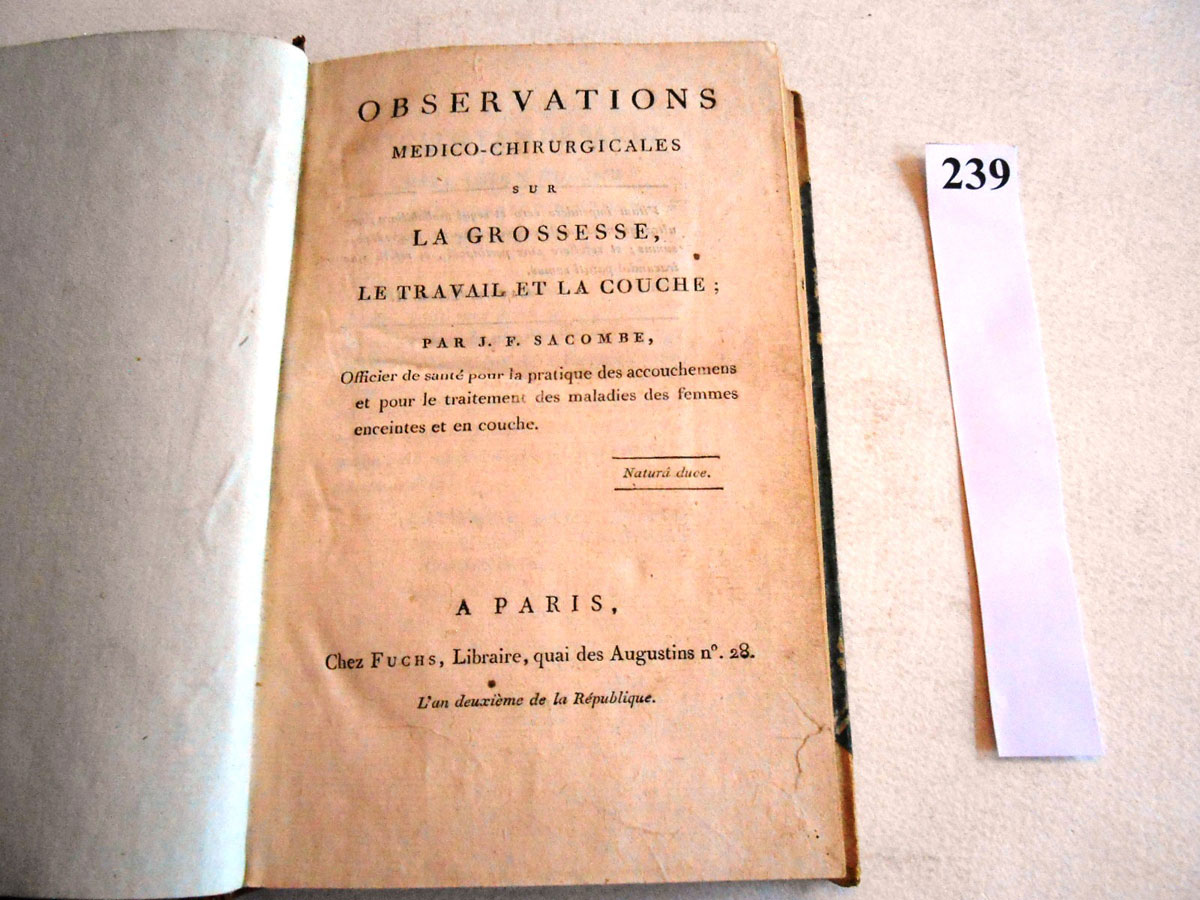 OBSERVATIONS
MEDICO-CHIRURGICALES
SUR
LA GROSSESSE,
LE TRAVAIL ET LA COUCHE ;
PAR J. F. SACOMBE,
Officier de santé pour la pratique des accouchemens
et pour le traitement des maladies des femmes
enceintes et en couche.
Naturâ duce.
A PARIS,
Chez FUCHS, Libraire, quai des Augustins nº. 28.
L'an deuxième de la République.
239